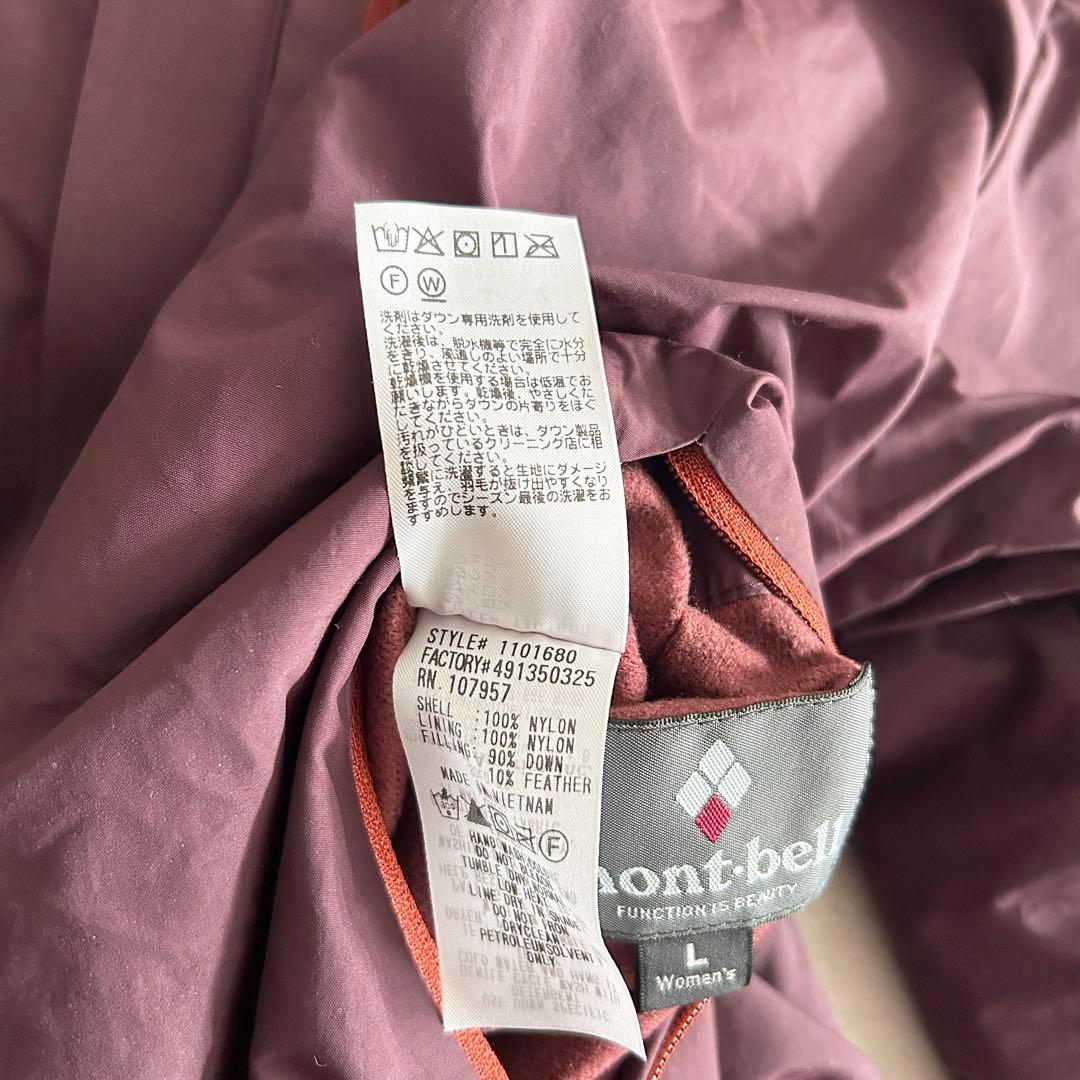 F W
洗剤はダウン専用洗剤を使用して
ください。
洗濯後は、脱水機等で完全に水分
をきり、風通しのよい場所で十分
に乾燥させてください。
乾燥機を使用する場合は低温でお
願いします。乾燥後、やさしくた
たきながらダウンの片寄りをほぐ
してください。
汚れがひどいときは、ダウン製品
を扱っているクリーニング店に相
談してください。
頻繁に洗濯すると生地にダメージ
を与え、羽毛が抜け出やすくなり
ますのでシーズン最後の洗濯をお
すすめします。
STYLE# 1101680
FACTORY#491350325
RN. 107957
SHELL :100% NYLON
LINING :100% NYLON
FILLING: 90% DOWN
10% FEATHER
MADE IN VIETNAM
F
HAND WASH
DO NOT BLEACH
TUMBLE DRY NORMAL
LOW HEAT
LINE DRY IN SHADE
DO NOT IRON
DRYCLEAN
PETROLEUMSOLVENT
ONLY
mont·bell
FUNCTION IS BEAUTY
L
Women's